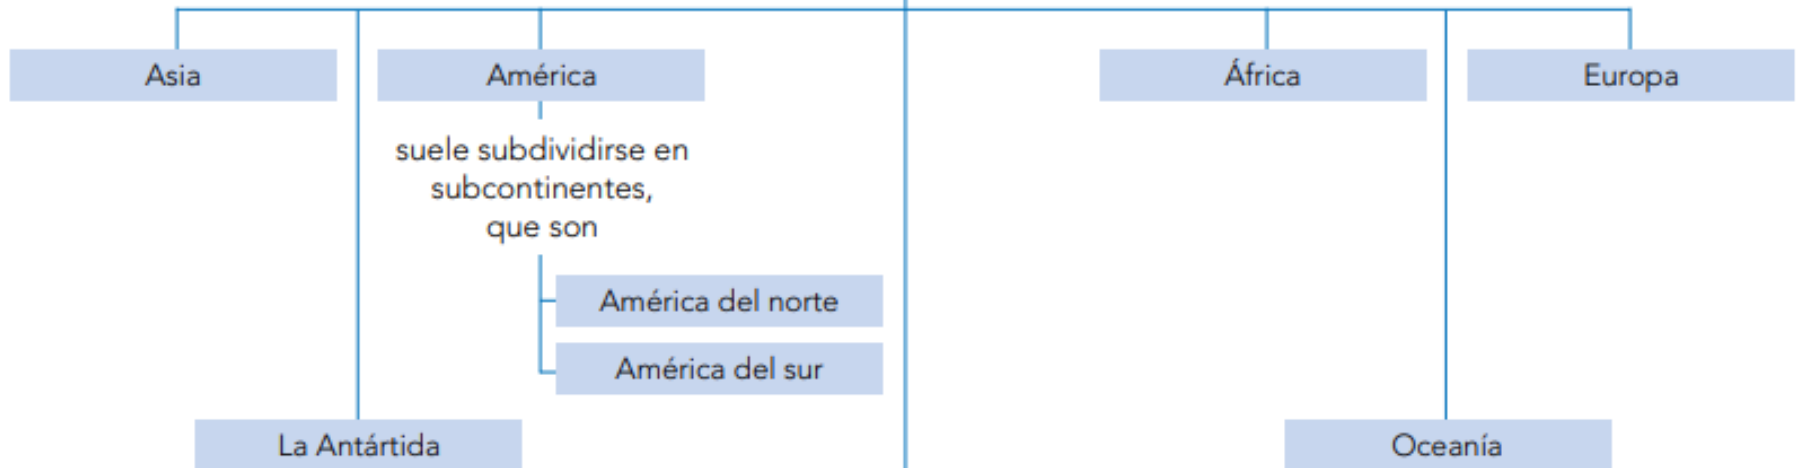 Asia
América
África
Europa
suele subdividirse en
subcontinentes,
que son
América del norte
América del sur
La Antártida
Oceanía